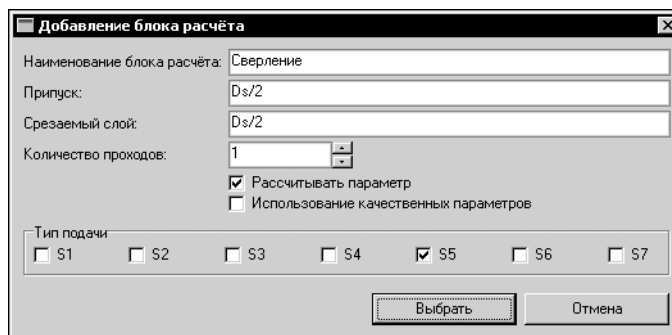 Добавление блока расчёта
Наименование блока расчёта: Сверление
Припуск: Ds/2
Срезаемый слой: Ds/2
Количество проходов: 1
Рассчитывать параметр
Использование качественных параметров
Тип подачи
S1 S2 S3 S4 S5 S6 S7
Выбрать Отмена